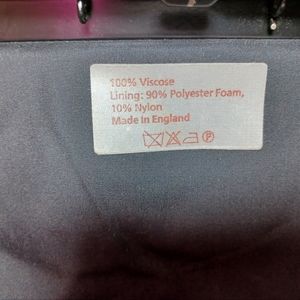 100% Viscose
Lining: 90% Polyester Foam,
10% Nylon
Made In England
P